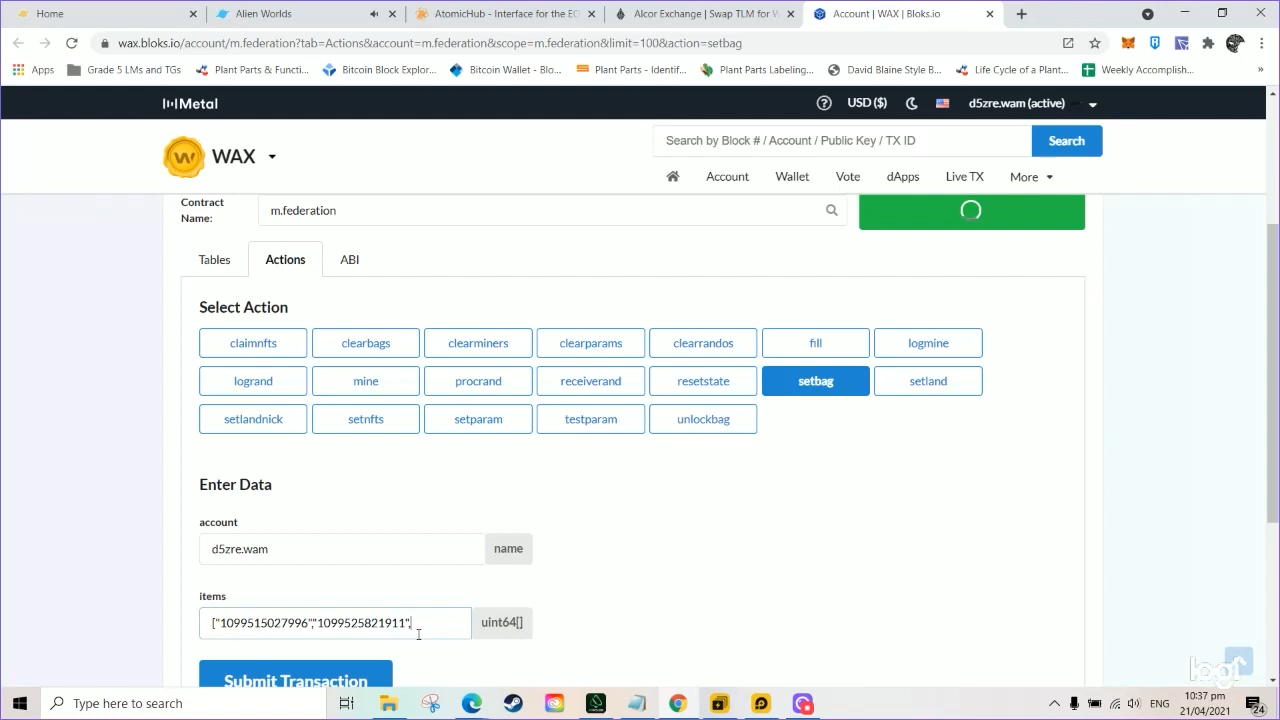 Home
Alien Worlds
AtomicHub - Interface for the EO
Alcor Exchange | Swap TLM for W
Account | WAX | Bloks.io
wax.bloks.io/account/m.federation?tab=Actions&account=m.federation&scope=m.federation&limit=100&action=setbag
Apps
Grade 5 LMs and TGs
Plant Parts & Functi...
Bitcoin Block Explor...
Bitcoin Wallet - Blo...
Plant Parts - Identif...
Plant Parts Labeling...
David Blaine Style B...
Life Cycle of a Plant...
Weekly Accomplish...
»
Metal
USD ($)
d5zre.wam (active)
WAX
Search by Block # / Account / Public Key / TX ID
Search
Account
Wallet
Vote
dApps
Live TX
More
Contract
Name:
m.federation
Tables
Actions
ABI
Select Action
claimnfts
clearbags
clearminers
clearparams
clearrandos
fill
logmine
logrand
mine
procrand
receiverand
resetstate
setbag
setland
setlandnick
setnfts
setparam
testparam
unlockbag
Enter Data
account
d5zre.wam
name
items
["1099515027996","1099525821911",
uint64[]
Submit Transaction
Type here to search
ENG
10:37 pm
21/04/2021
24